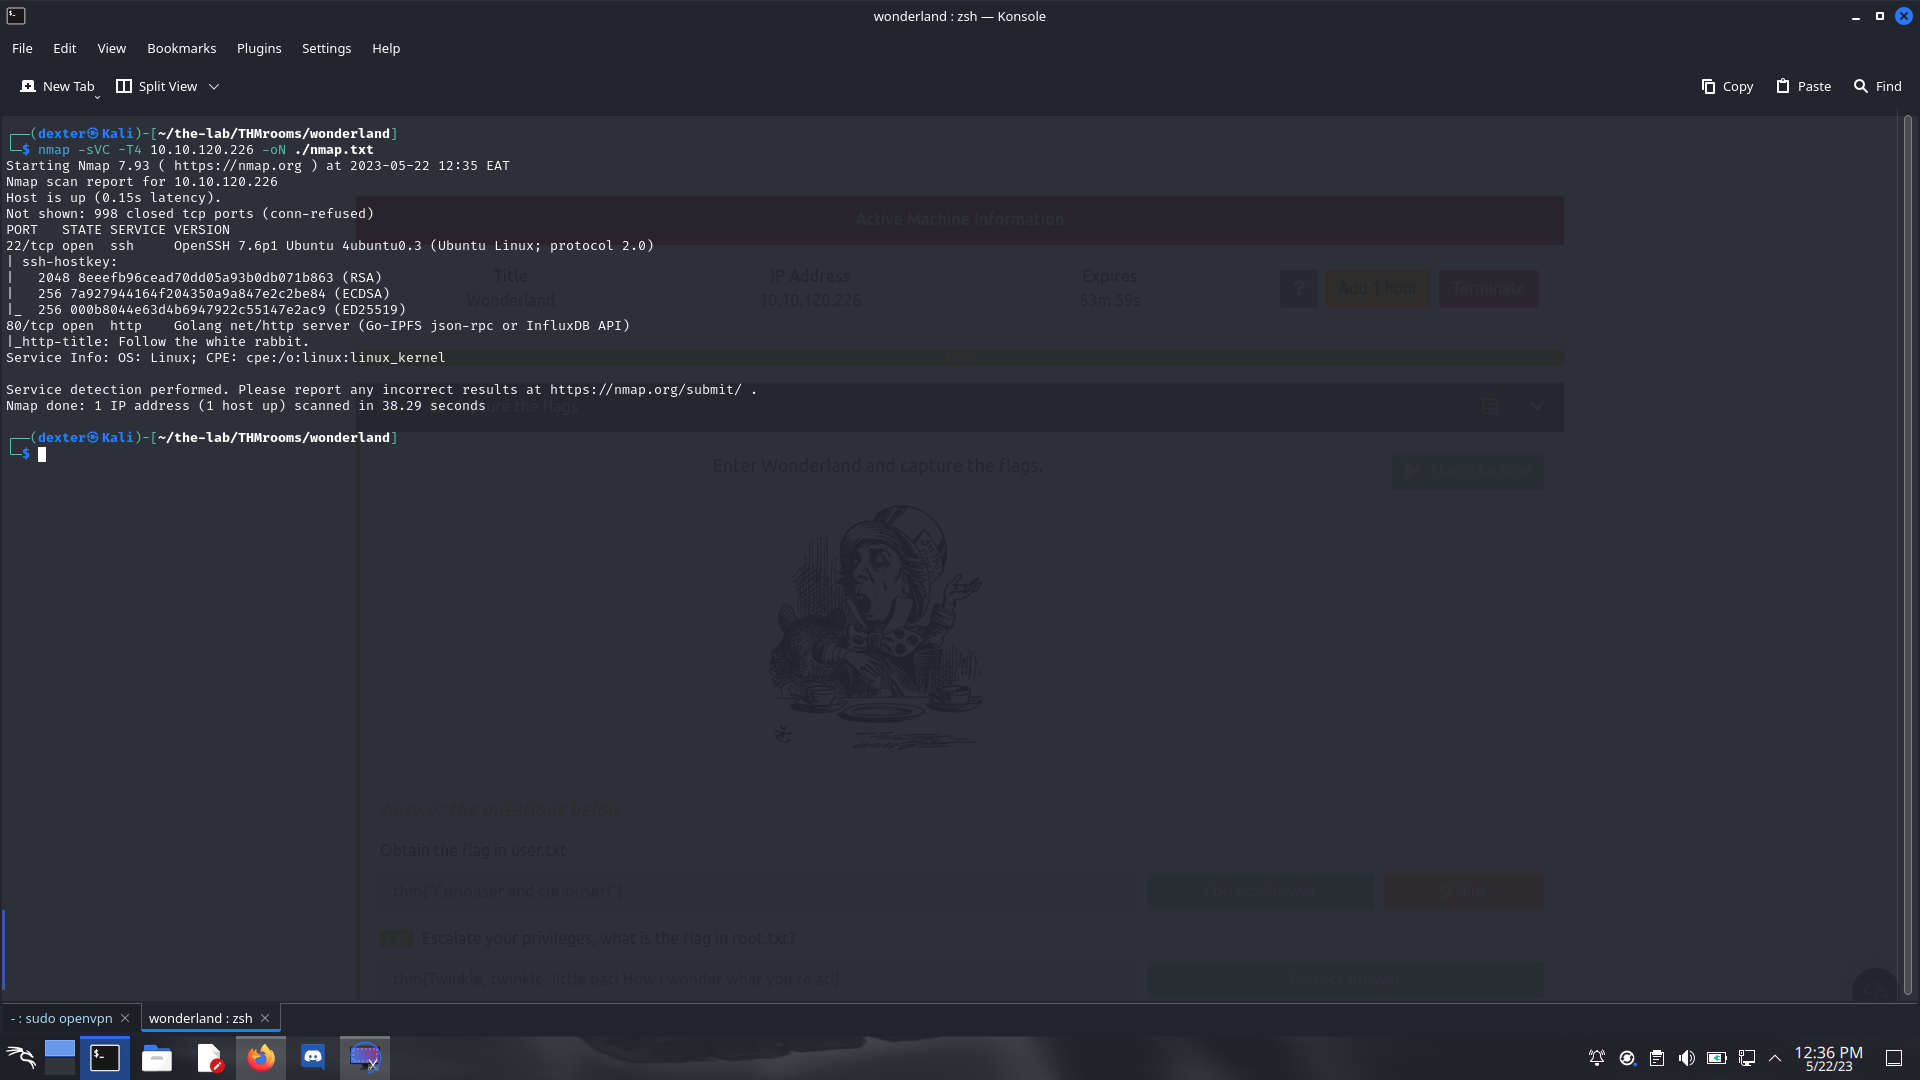 wonderland : zsh — Konsole
File Edit View Bookmarks Plugins Settings Help
New Tab Split View Copy Paste Find
┌──(dexter㉿Kali)-[~/the-lab/THMrooms/wonderland]
└─$ nmap -sVC -T4 10.10.120.226 -oN ./nmap.txt
Starting Nmap 7.93 ( https://nmap.org ) at 2023-05-22 12:35 EAT
Nmap scan report for 10.10.120.226
Host is up (0.15s latency).
Not shown: 998 closed tcp ports (conn-refused)
PORT   STATE SERVICE VERSION
22/tcp open  ssh     OpenSSH 7.6p1 Ubuntu 4ubuntu0.3 (Ubuntu Linux; protocol 2.0)
| ssh-hostkey:
|   2048 8eeefb96cead70dd05a93b0db071b863 (RSA)
|   256 7a927944164f204350a9a847e2c2be84 (ECDSA)
|_  256 000b8044e63d4b6947922c55147e2ac9 (ED25519)
80/tcp open  http    Golang net/http server (Go-IPFS json-rpc or InfluxDB API)
|_http-title: Follow the white rabbit.
Service Info: OS: Linux; CPE: cpe:/o:linux:linux_kernel
Service detection performed. Please report any incorrect results at https://nmap.org/submit/ .
Nmap done: 1 IP address (1 host up) scanned in 38.29 seconds
┌──(dexter㉿Kali)-[~/the-lab/THMrooms/wonderland]
└─$
Active Machine Information
Title IP Address Expires
Wonderland 10.10.120.226 53m 59s
? Add 1 hour Terminate
the flags
Enter Wonderland and capture the flags.
Start Machine
Answer the questions below
Obtain the flag in user.txt
thm{"Curiouser and curiouser!"}
Correct Answer Hint
Escalate your privileges, what is the flag in root.txt?
thm{Twinkle, twinkle, little bat! How I wonder what you're at!}
Correct Answer
- : sudo openvpn
wonderland : zsh
12:36 PM
5/22/23